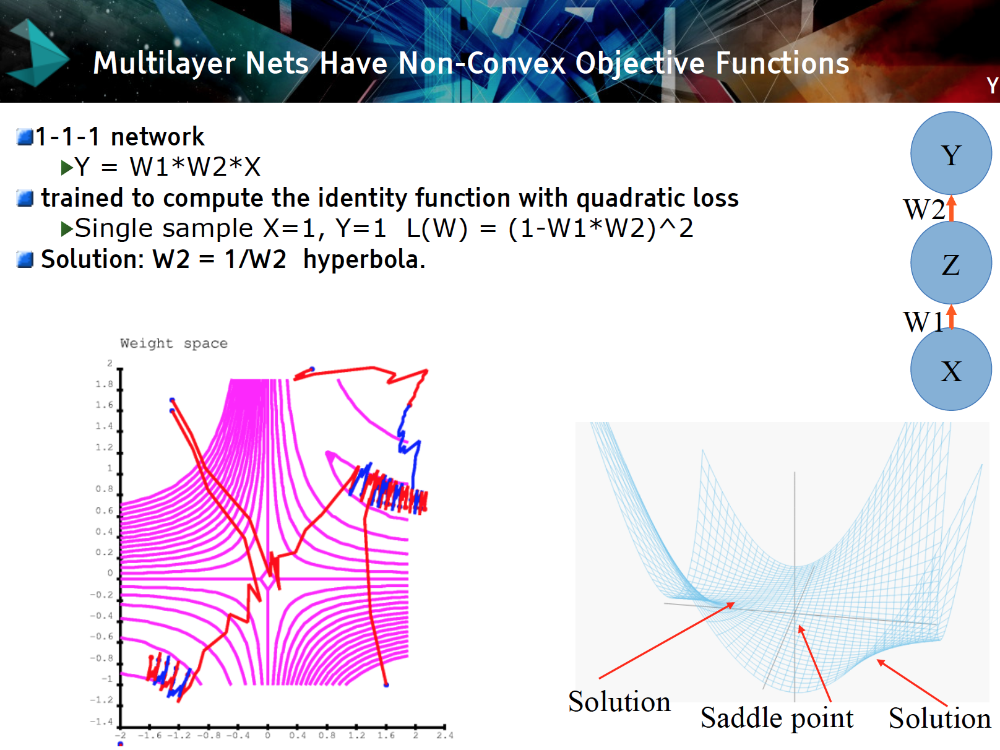 Multilayer Nets Have Non-Convex Objective Functions
Y
1-1-1 network
Y = W1*W2*X
trained to compute the identity function with quadratic loss
Single sample X=1, Y=1 L(W) = (1-W1*W2)^2
Solution: W2 = 1/W2 hyperbola.
Y
W2
Z
W1
X
Weight space
2
1.8
1.6
1.4
1.2
1
0.8
0.6
0.4
0.2
0
-0.2
-0.4
-0.6
-0.8
-1
-1.2
-1.4
-2 -1.6 -1.2 -0.8 -0.4 0 0.4 0.8 1.2 1.6 2 2.4
Solution
Saddle point
Solution